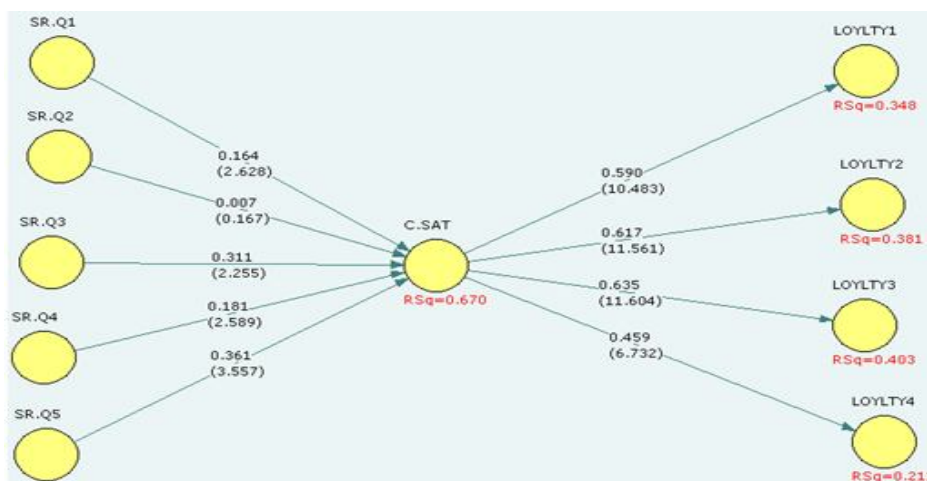 SR.Q1
SR.Q2
SR.Q3
SR.Q4
SR.Q5
0.164
(2.628)
0.007
(0.167)
0.311
(2.255)
0.181
(2.589)
0.361
(3.557)
C.SAT
RSq=0.670
0.590
(10.483)
0.617
(11.561)
0.635
(11.604)
0.459
(6.732)
LOYLTY1
RSq=0.348
LOYLTY2
RSq=0.381
LOYLTY3
RSq=0.403
LOYLTY4
RSq=0.21